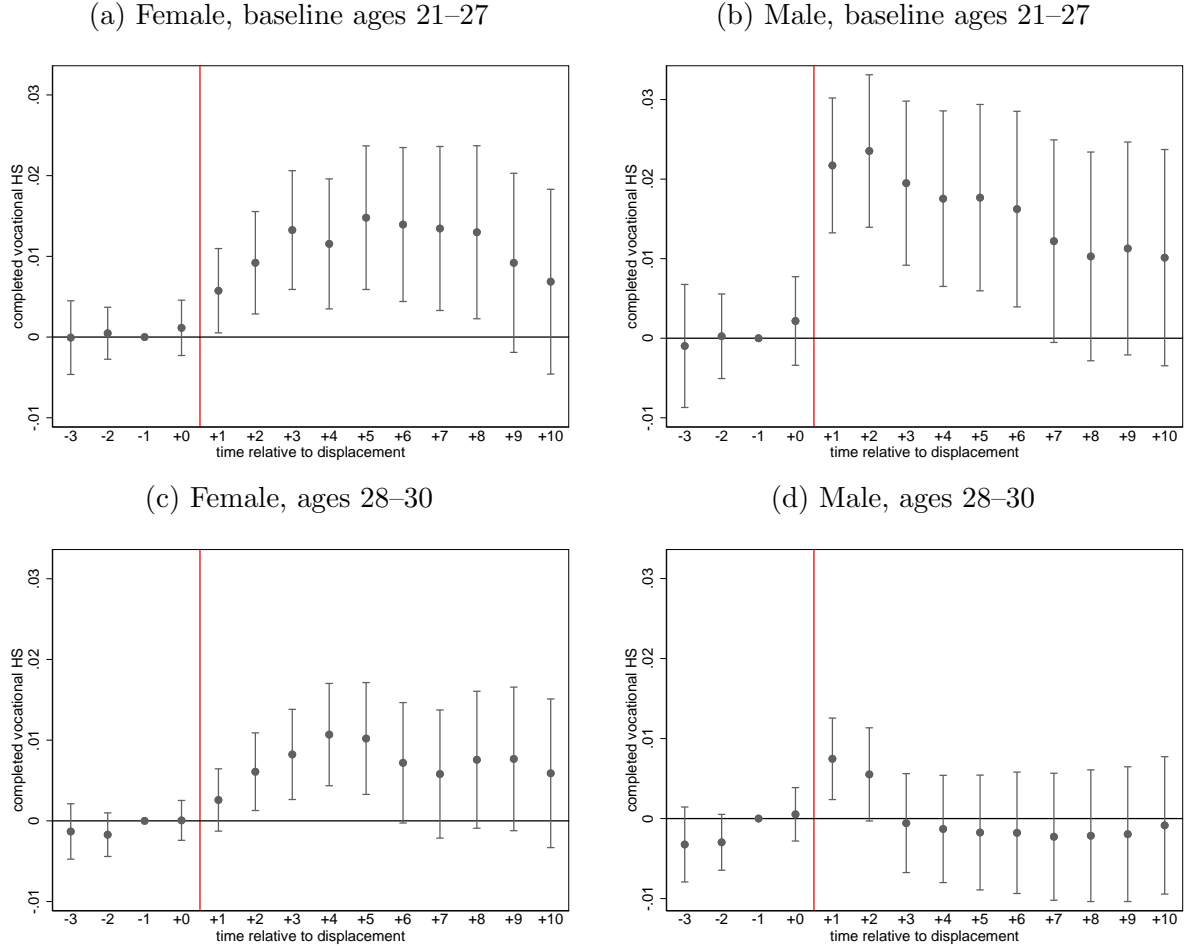 (a) Female, baseline ages 21–27
completed vocational HS
.03
.02
.01
0
-.01
-3 -2 -1 +0 +1 +2 +3 +4 +5 +6 +7 +8 +9 +10
time relative to displacement
(b) Male, baseline ages 21–27
completed vocational HS
.03
.02
.01
0
-.01
-3 -2 -1 +0 +1 +2 +3 +4 +5 +6 +7 +8 +9 +10
time relative to displacement
(c) Female, ages 28–30
completed vocational HS
.03
.02
.01
0
-.01
-3 -2 -1 +0 +1 +2 +3 +4 +5 +6 +7 +8 +9 +10
time relative to displacement
(d) Male, ages 28–30
completed vocational HS
.03
.02
.01
0
-.01
-3 -2 -1 +0 +1 +2 +3 +4 +5 +6 +7 +8 +9 +10
time relative to displacement